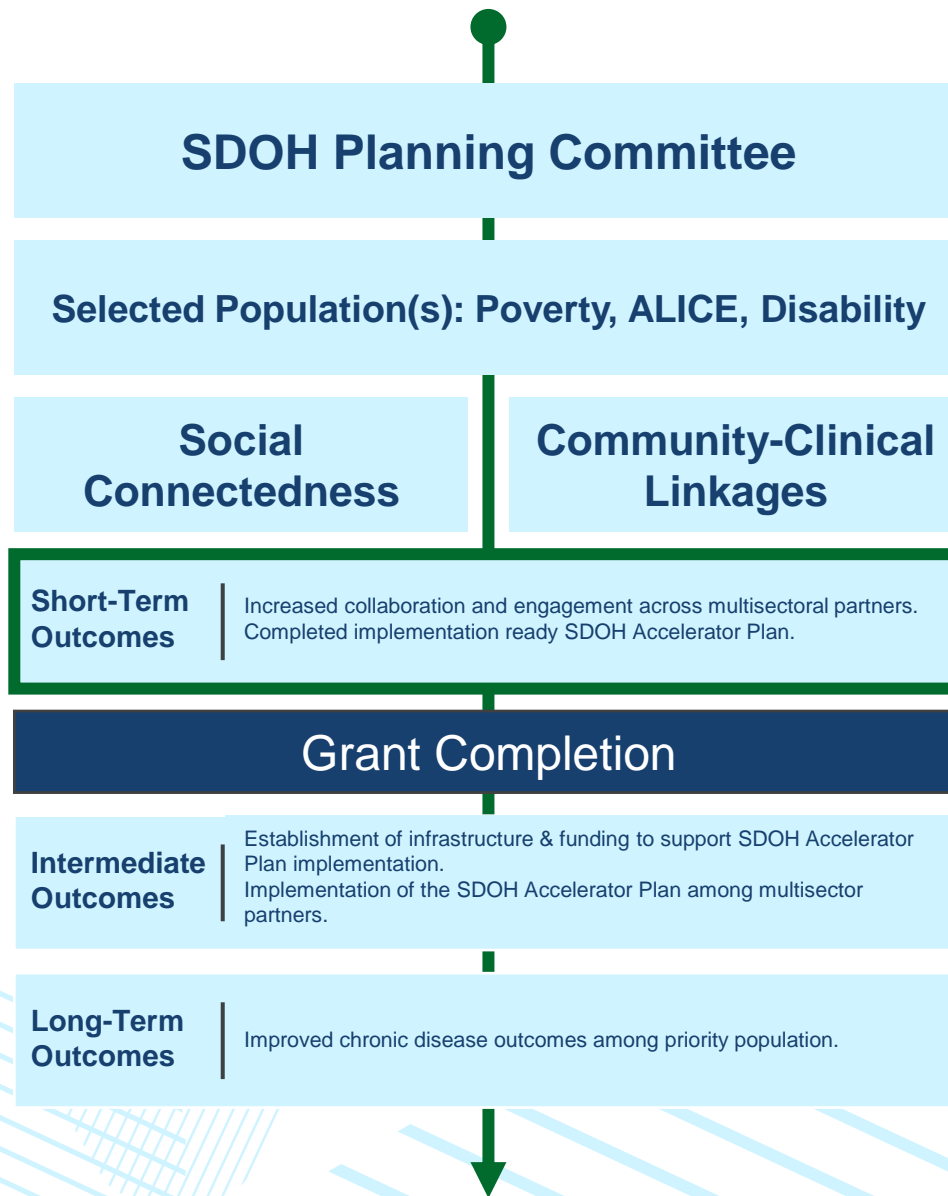 SDOH Planning Committee
Selected Population(s): Poverty, ALICE, Disability
Social
Connectedness
Community-Clinical
Linkages
Short-Term
Outcomes
Increased collaboration and engagement across multisectoral partners.
Completed implementation ready SDOH Accelerator Plan.
Grant Completion
Intermediate
Outcomes
Establishment of infrastructure & funding to support SDOH Accelerator
Plan implementation.
Implementation of the SDOH Accelerator Plan among multisector
partners.
Long-Term
Outcomes
Improved chronic disease outcomes among priority population.